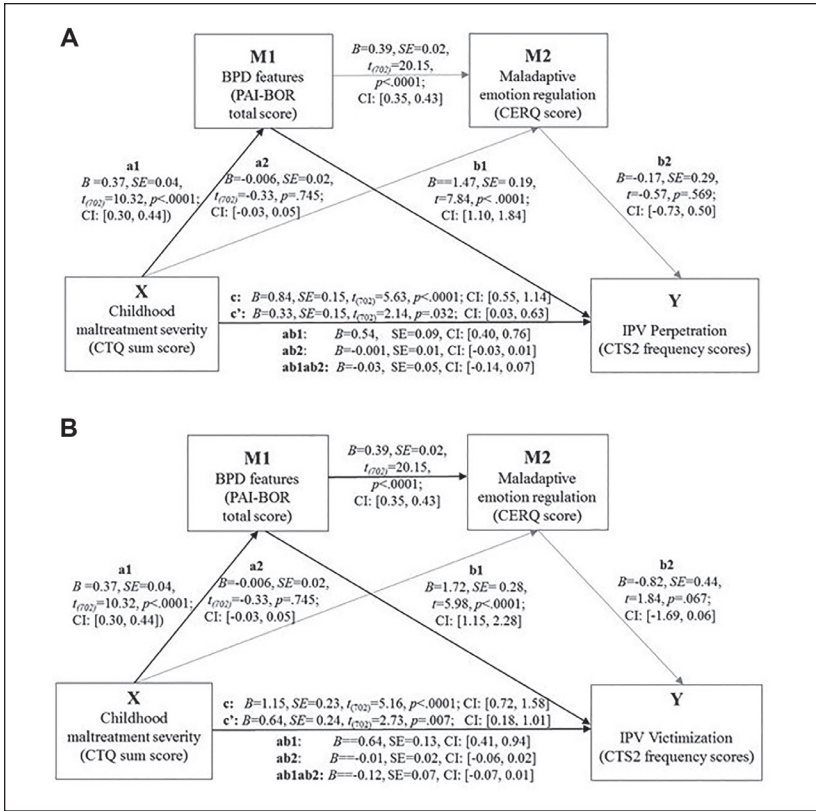 A
M1
BPD features
(PAI-BOR
total score)
B=0.39, SE=0.02,
t(702)=20.15,
p<.0001;
CI: [0.35, 0.43]
M2
Maladaptive
emotion regulation
(CERQ score)
a1
B =0.37, SE=0.04,
t(702)=10.32, p<.0001;
CI: [0.30, 0.44])
a2
B=-0.006, SE=0.02,
t(702)=-0.33, p=.745;
CI: [-0.03, 0.05]
b1
B==1.47, SE= 0.19,
t=7.84, p< .0001;
[1.10, 1.84]
b2
B=-0.17, SE=0.29,
t=-0.57, p=.569;
CI: [-0.73, 0.50]
X
Childhood
maltreatment severity
(CTQ sum score)
c: B=0.84, SE=0.15, t(702)=5.63, p<.0001; CI: [0.55, 1.14]
c’: B=0.33, SE=0.15, t(702)=2.14, p=.032; CI: [0.03, 0.63]
ab1: B=0.54, SE=0.09, CI: [0.40, 0.76]
ab2: B=-0.001, SE=0.01, CI: [-0.03, 0.01]
ab1ab2: B=-0.03, SE=0.05, CI: [-0.14, 0.07]
Y
IPV Perpetration
(CTS2 frequency scores)
B
M1
BPD features
(PAI-BOR
total score)
B=0.39, SE=0.02,
t(702)=20.15,
p<.0001;
CI: [0.35, 0.43]
M2
Maladaptive
emotion regulation
(CERQ score)
a1
B =0.37, SE=0.04,
t(702)=10.32, p<.0001;
CI: [0.30, 0.44])
a2
B=-0.006, SE=0.02,
t(702)=-0.33, p=.745;
CI: [-0.03, 0.05]
b1
B=1.72, SE= 0.28,
t=5.98, p<.0001;
[1.15, 2.28]
b2
B=-0.82, SE=0.44,
t=1.84, p=.067;
CI: [-1.69, 0.06]
X
Childhood
maltreatment severity
(CTQ sum score)
c: B=1.15, SE=0.23, t(702)=5.16, p<.0001; CI: [0.72, 1.58]
c’: B=0.64, SE= 0.24, t(702)=2.73, p=.007; CI: [0.18, 1.01]
ab1: B==0.64, SE=0.13, CI: [0.41, 0.94]
ab2: B==-0.01, SE=0.02, CI: [-0.06, 0.02]
ab1ab2: B==-0.12, SE=0.07, CI: [-0.07, 0.01]
Y
IPV Victimization
(CTS2 frequency scores)